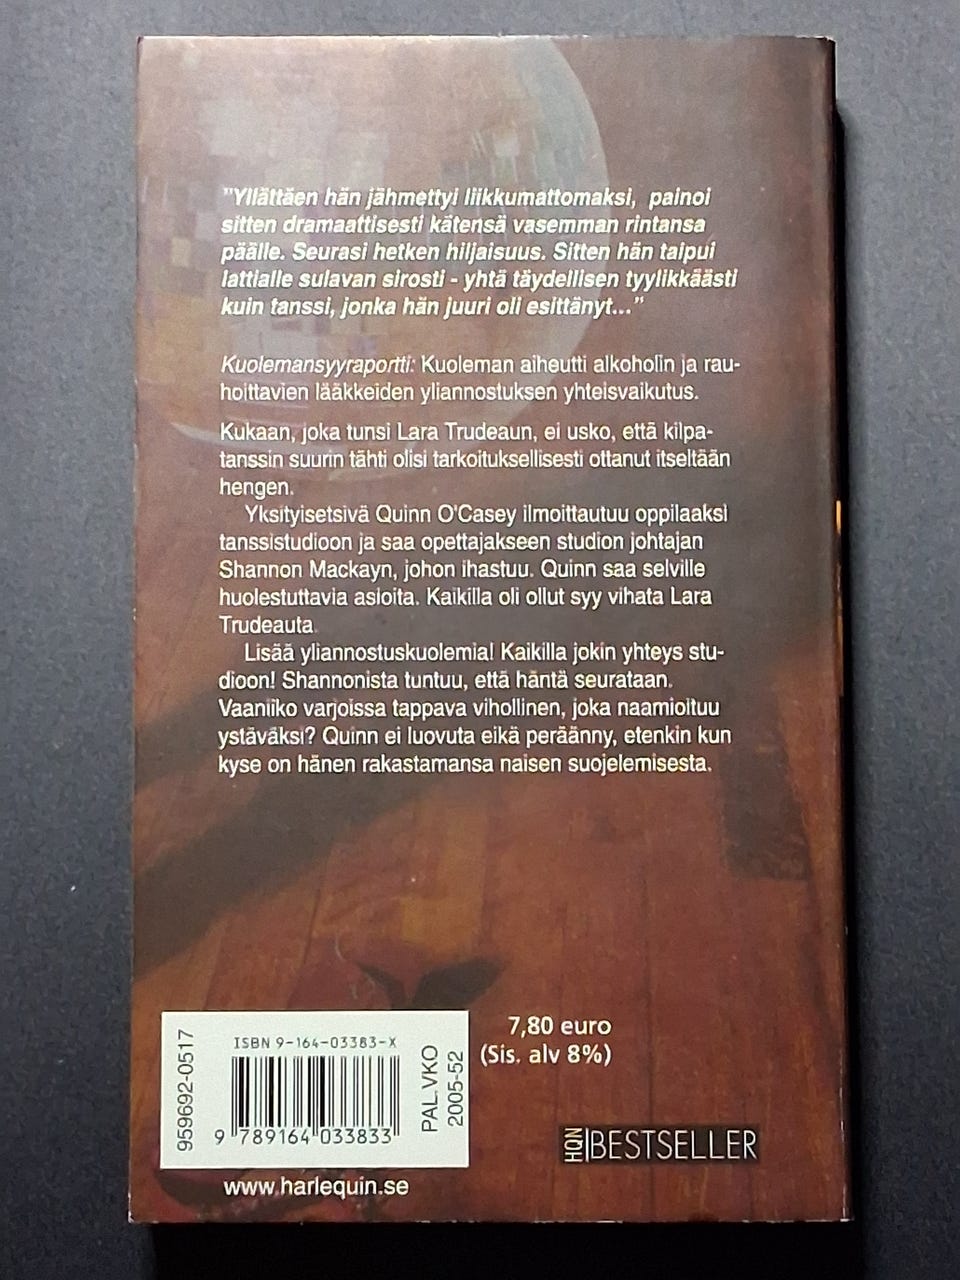 "Yllättäen hän jähmettyi liikkumattomaksi, painoi
sitten dramaattisesti kätensä vasemman rintansa
päälle. Seurasi hetken hiljaisuus. Sitten hän taipui
lattialle sulavan sirosti - yhtä täydellisen tyylikkäästi
kuin tanssi, jonka hän juuri oli esittänyt..."
Kuolemansyyraportti: Kuoleman aiheutti alkoholin ja rau-
hoittavien lääkkeiden yliannostuksen yhteisvaikutus.
Kukaan, joka tunsi Lara Trudeaun, ei usko, että kilpa-
tanssin suurin tähti olisi tarkoituksellisesti ottanut itseltään
hengen.
Yksityisetsivä Quinn O'Casey ilmoittautuu oppilaaksi
tanssistudioon ja saa opettajakseen studion johtajan
Shannon Mackayn, johon ihastuu. Quinn saa selville
huolestuttavia asioita. Kaikilla oli ollut syy vihata Lara
Trudeauta.
Lisää yliannostuskuolemia! Kaikilla jokin yhteys stu-
dioon! Shannonista tuntuu, että häntä seurataan.
Vaaniiko varjoissa tappava vihollinen, joka naamioituu
ystäväksi? Quinn ei luovuta eikä peräänny, etenkin kun
kyse on hänen rakastamansa naisen suojelemisesta.
959692-0517
ISBN 9-164-03383-X
9 789164 033833
PAL.VKO
2005-52
7,80 euro
(Sis. alv 8%)
HQN BESTSELLER
www.harlequin.se